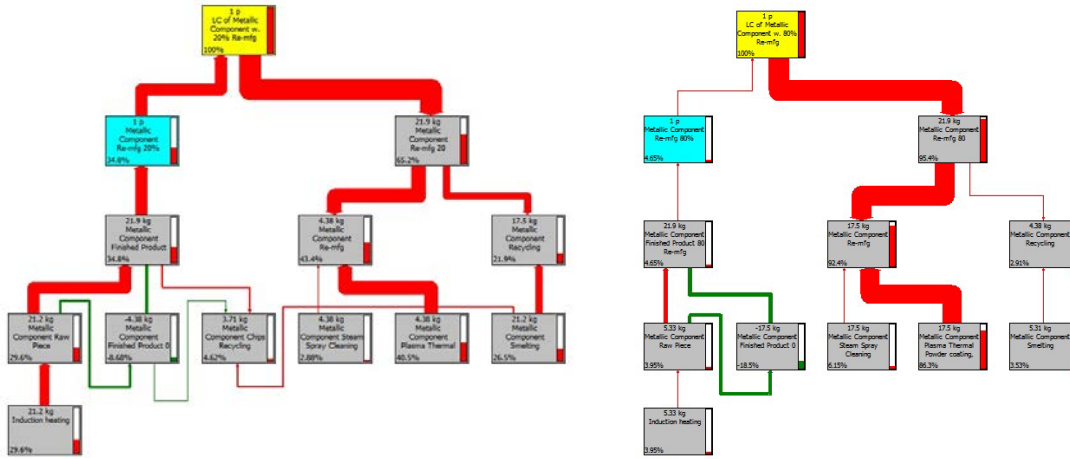 1 p
LC of Metallic
Component w.
20% Re-mfg
100%
1 p
Metallic
Component
Re-mfg 20%
34.8%
21.9 kg
Metallic
Component
Re-mfg 20
65.2%
21.9 kg
Metallic
Component
Finished Product
34.8%
4.38 kg
Metallic
Component
Re-mfg
43.4%
17.5 kg
Metallic
Component
Recycling
21.9%
21.2 kg
Metallic
Component Raw
Piece
29.6%
-4.38 kg
Metallic
Component
Finished Product 0
-8.68%
3.71 kg
Metallic
Component Chips
Recycling
4.62%
4.38 kg
Metallic
Component Steam
Spray Cleaning
2.88%
4.38 kg
Metallic
Component
Plasma Thermal
40.5%
21.2 kg
Metallic
Component
Smelting
26.5%
21.2 kg
Induction heating
29.6%
1 p
LC of Metallic
Component w. 80%
Re-mfg
100%
1 p
Metallic Component
Re-mfg 80%
4.65%
21.9 kg
Metallic Component
Re-mfg 80
95.4%
21.9 kg
Metallic Component
Finished Product 80
Re-mfg
4.65%
17.5 kg
Metallic Component
Re-mfg
92.4%
4.38 kg
Metallic Component
Recycling
2.91%
5.33 kg
Metallic Component
Raw Piece
3.95%
-17.5 kg
Metallic Component
Finished Product 0
-18.5%
17.5 kg
Metallic Component
Steam Spray
Cleaning
6.15%
17.5 kg
Metallic Component
Plasma Thermal
Powder coating,
86.3%
5.31 kg
Metallic Component
Smelting
3.53%
5.33 kg
Induction heating
3.95%